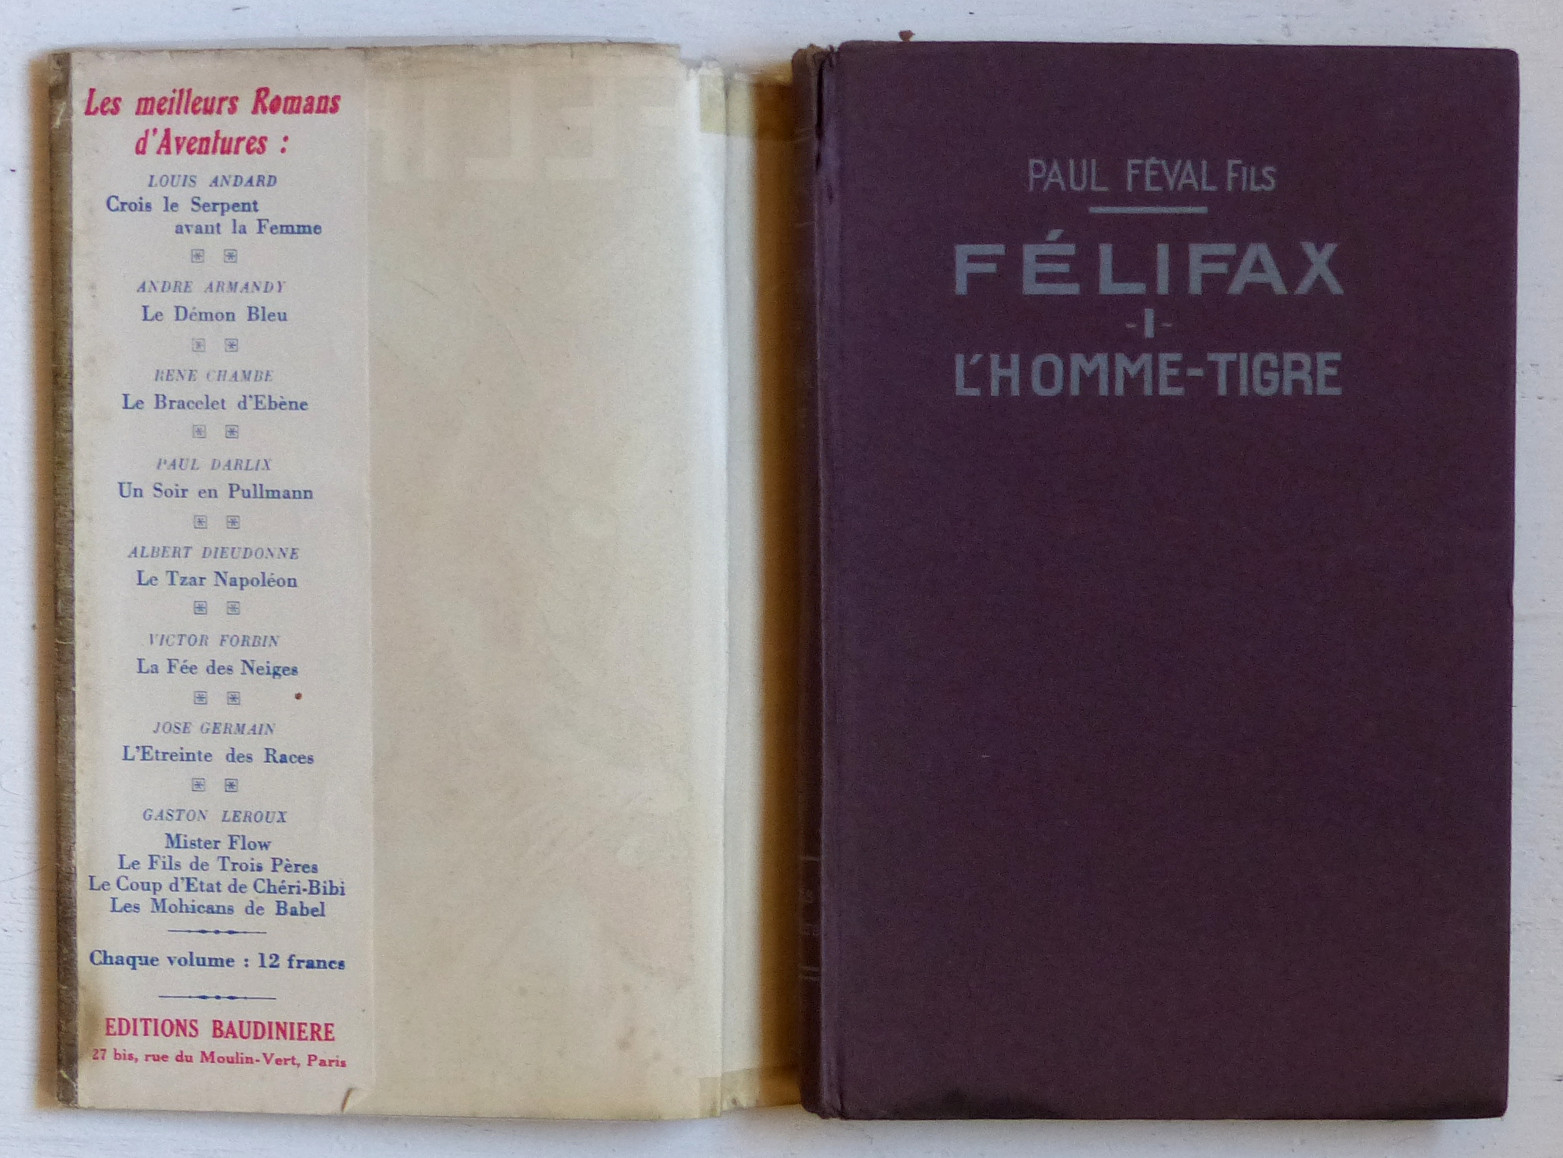 Les meilleurs Romans
d'Aventures :
LOUIS ANDARD
Crois le Serpent
avant la Femme
ANDRE ARMANDY
Le Démon Bleu
RENE CHAMBE
Le Bracelet d'Ebène
PAUL DARLIX
Un Soir en Pullmann
ALBERT DIEUDONNE
Le Tzar Napoléon
VICTOR FORBIN
La Fée des Neiges
JOSE GERMAIN
L'Etreinte des Races
GASTON LEROUX
Mister Flow
Le Fils de Trois Pères
Le Coup d'Etat de Chéri-Bibi
Les Mohicans de Babel
Chaque volume : 12 francs
EDITIONS BAUDINIERE
27 bis, rue du Moulin-Vert, Paris
PAUL FÉVAL FILS
FÉLIFAX
-I-
L'HOMME-TIGRE